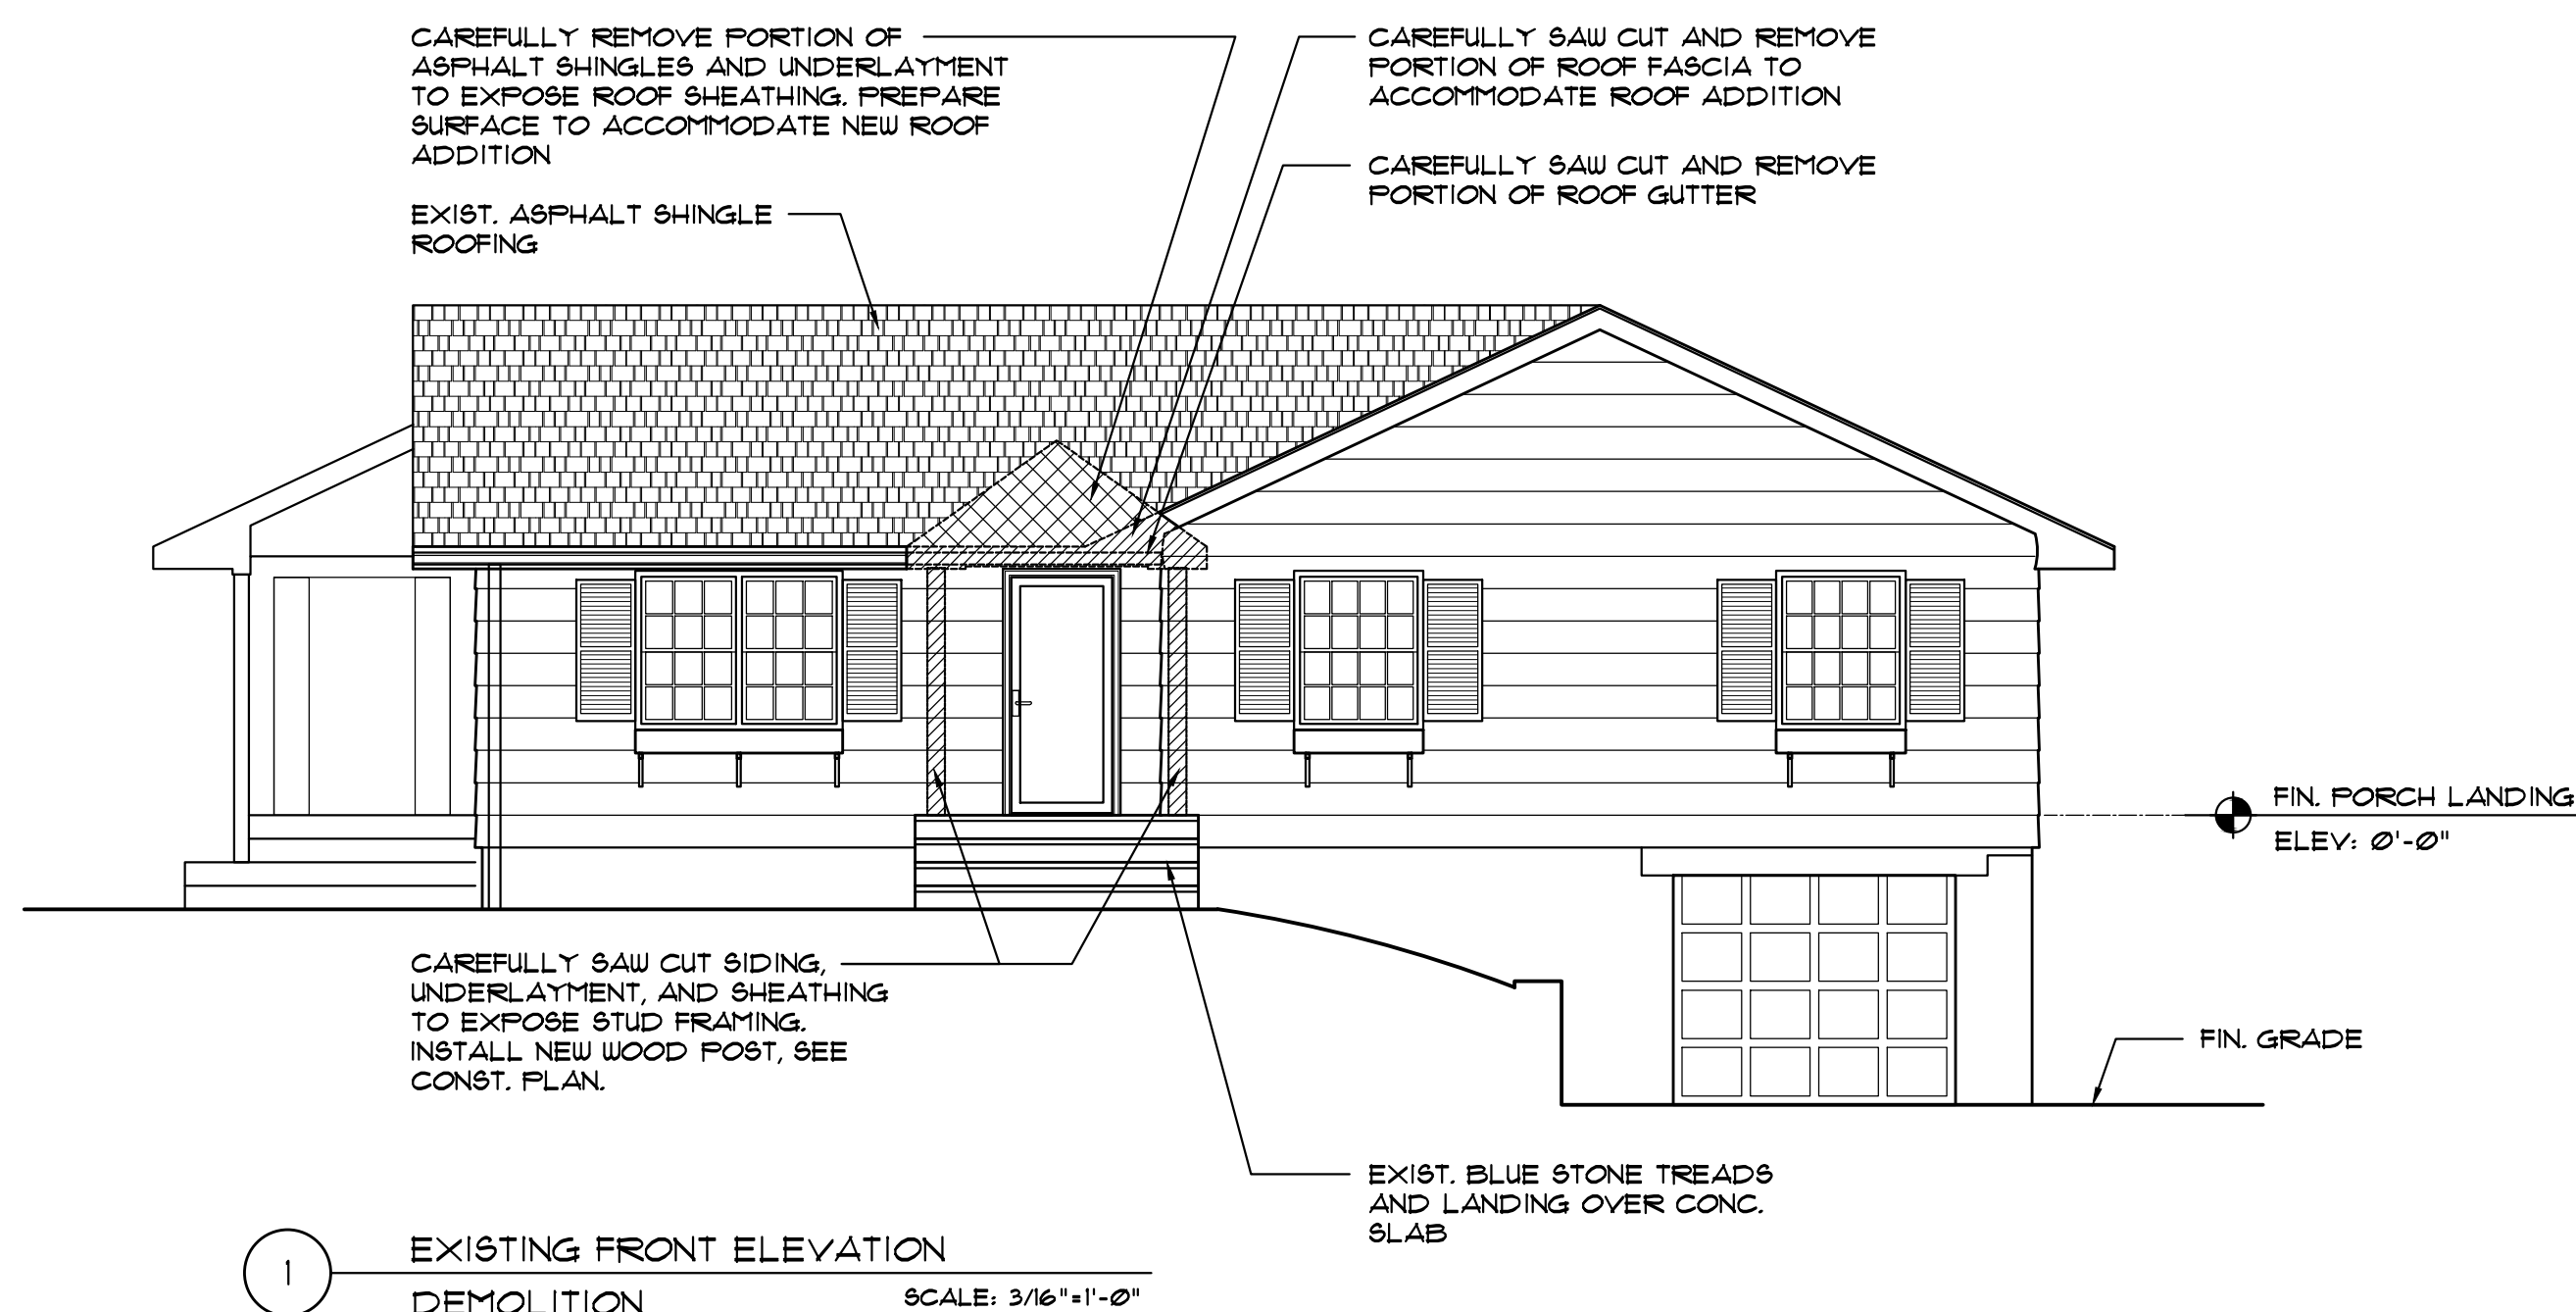 CAREFULLY REMOVE PORTION OF
ASPHALT SHINGLES AND UNDERLAYMENT
TO EXPOSE ROOF SHEATHING. PREPARE
SURFACE TO ACCOMMODATE NEW ROOF
ADDITION
EXIST. ASPHALT SHINGLE
ROOFING
CAREFULLY SAW CUT AND REMOVE
PORTION OF ROOF FASCIA TO
ACCOMMODATE ROOF ADDITION
CAREFULLY SAW CUT AND REMOVE
PORTION OF ROOF GUTTER
FIN. PORCH LANDING
ELEV: 0'-0"
CAREFULLY SAW CUT SIDING,
UNDERLAYMENT, AND SHEATHING
TO EXPOSE STUD FRAMING.
INSTALL NEW WOOD POST, SEE
CONST. PLAN.
FIN. GRADE
EXIST. BLUE STONE TREADS
AND LANDING OVER CONC.
SLAB
1
EXISTING FRONT ELEVATION
DEMOLITION
SCALE: 3/16"=1'-0"